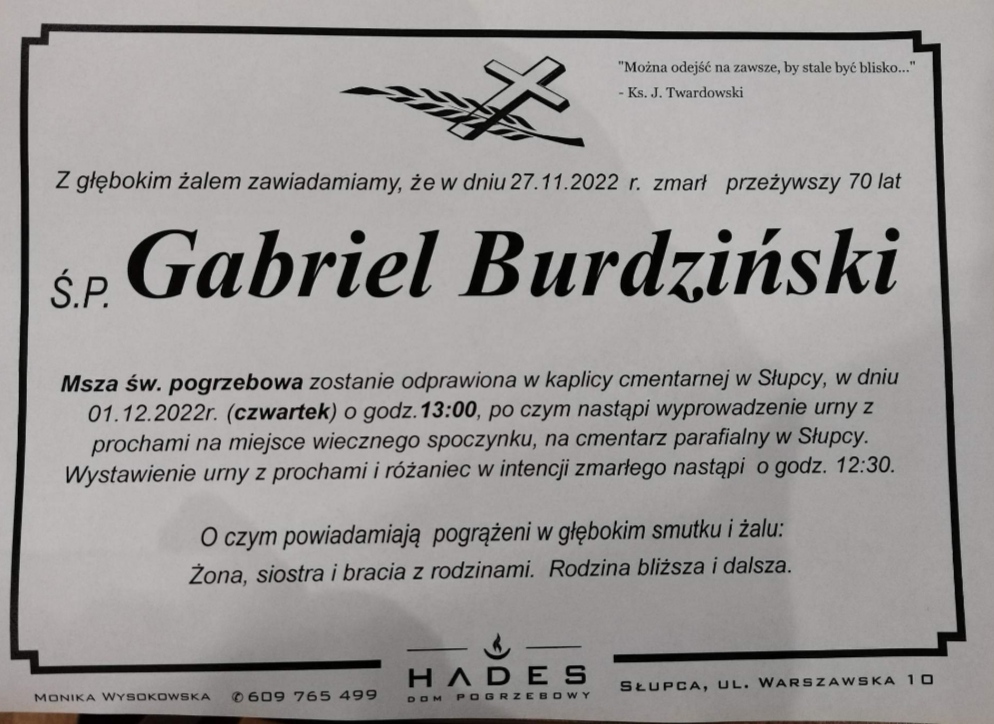 "Można odejść na zawsze, by stale być blisko..."
- Ks. J. Twardowski
Z głębokim żalem zawiadamiamy, że w dniu 27.11.2022 r. zmarł przeżywszy 70 lat
Ś.P. Gabriel Burdziński
Msza św. pogrzebowa zostanie odprawiona w kaplicy cmentarnej w Słupcy, w dniu
01.12.2022r. (czwartek) o godz.13:00, po czym nastąpi wyprowadzenie urny z
prochami na miejsce wiecznego spoczynku, na cmentarz parafialny w Słupcy.
Wystawienie urny z prochami i różaniec w intencji zmarłego nastąpi o godz. 12:30.
O czym powiadamiają pogrążeni w głębokim smutku i żalu:
Żona, siostra i bracia z rodzinami. Rodzina bliższa i dalsza.
HADES
DOM POGRZEBOWY
MONIKA WYSOKOWSKA ✆609 765 499
SŁUPCA, UL. WARSZAWSKA 10